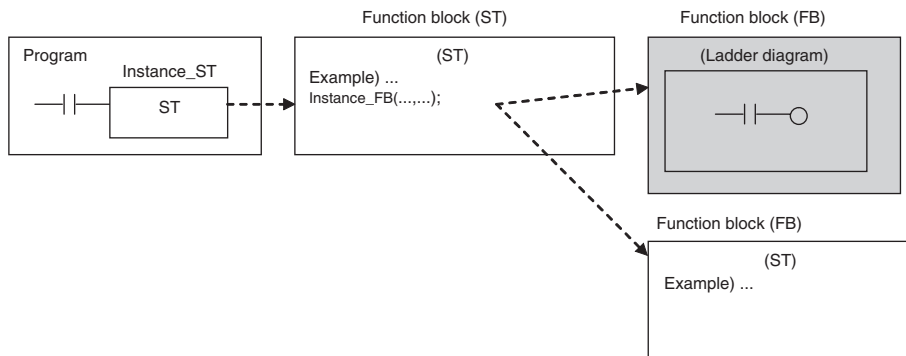 Program
Instance_ST
ST
Function block (ST)
(ST)
Example) ...
Instance_FB(...,...);
Function block (FB)
(Ladder diagram)
Function block (FB)
(ST)
Example) ...